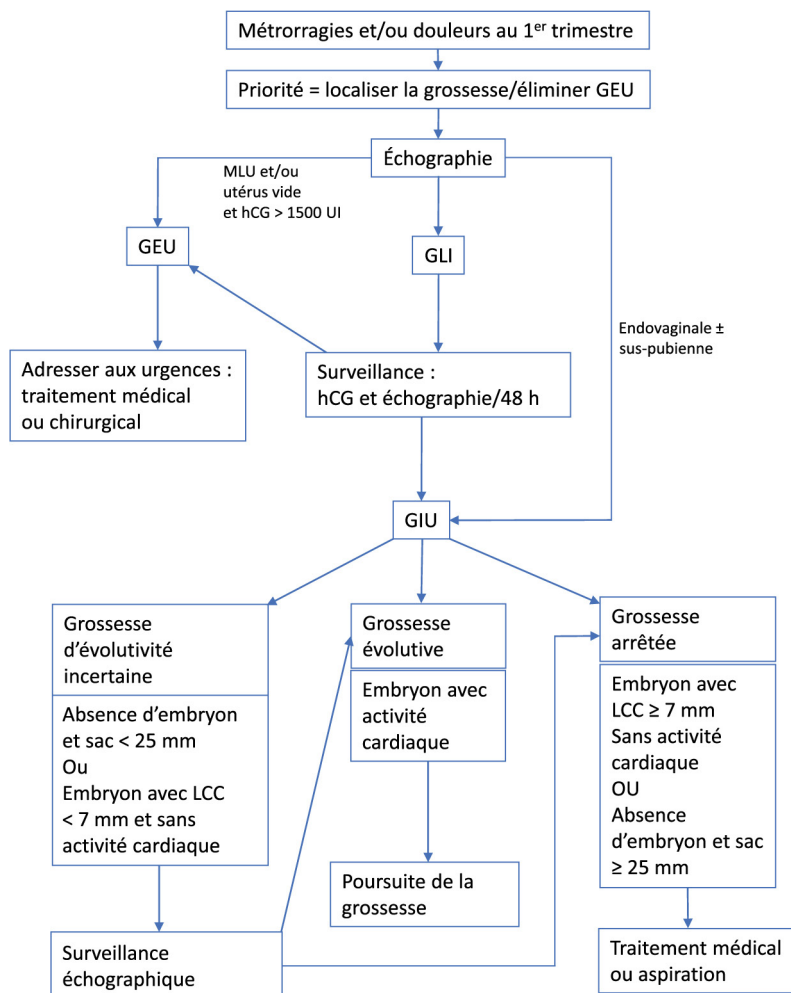 Métrorragies et/ou douleurs au 1er trimestre
Priorité = localiser la grossesse/éliminer GEU
Échographie
MLU et/ou
utérus vide
et hCG > 1500 UI
GEU
GLI
Endovaginale ±
sus-pubienne
Adresser aux urgences :
traitement médical
ou chirurgical
Surveillance :
hCG et échographie/48 h
GIU
Grossesse
d’évolutivité
incertaine
Absence d’embryon
et sac < 25 mm
Ou
Embryon avec LCC
< 7 mm et sans
activité cardiaque
Surveillance
échographique
Grossesse
évolutive
Embryon avec
activité
cardiaque
Poursuite de la
grossesse
Grossesse
arrêtée
Embryon avec
LCC ≥ 7 mm
Sans activité
cardiaque
OU
Absence
d’embryon et sac
≥ 25 mm
Traitement médical
ou aspiration